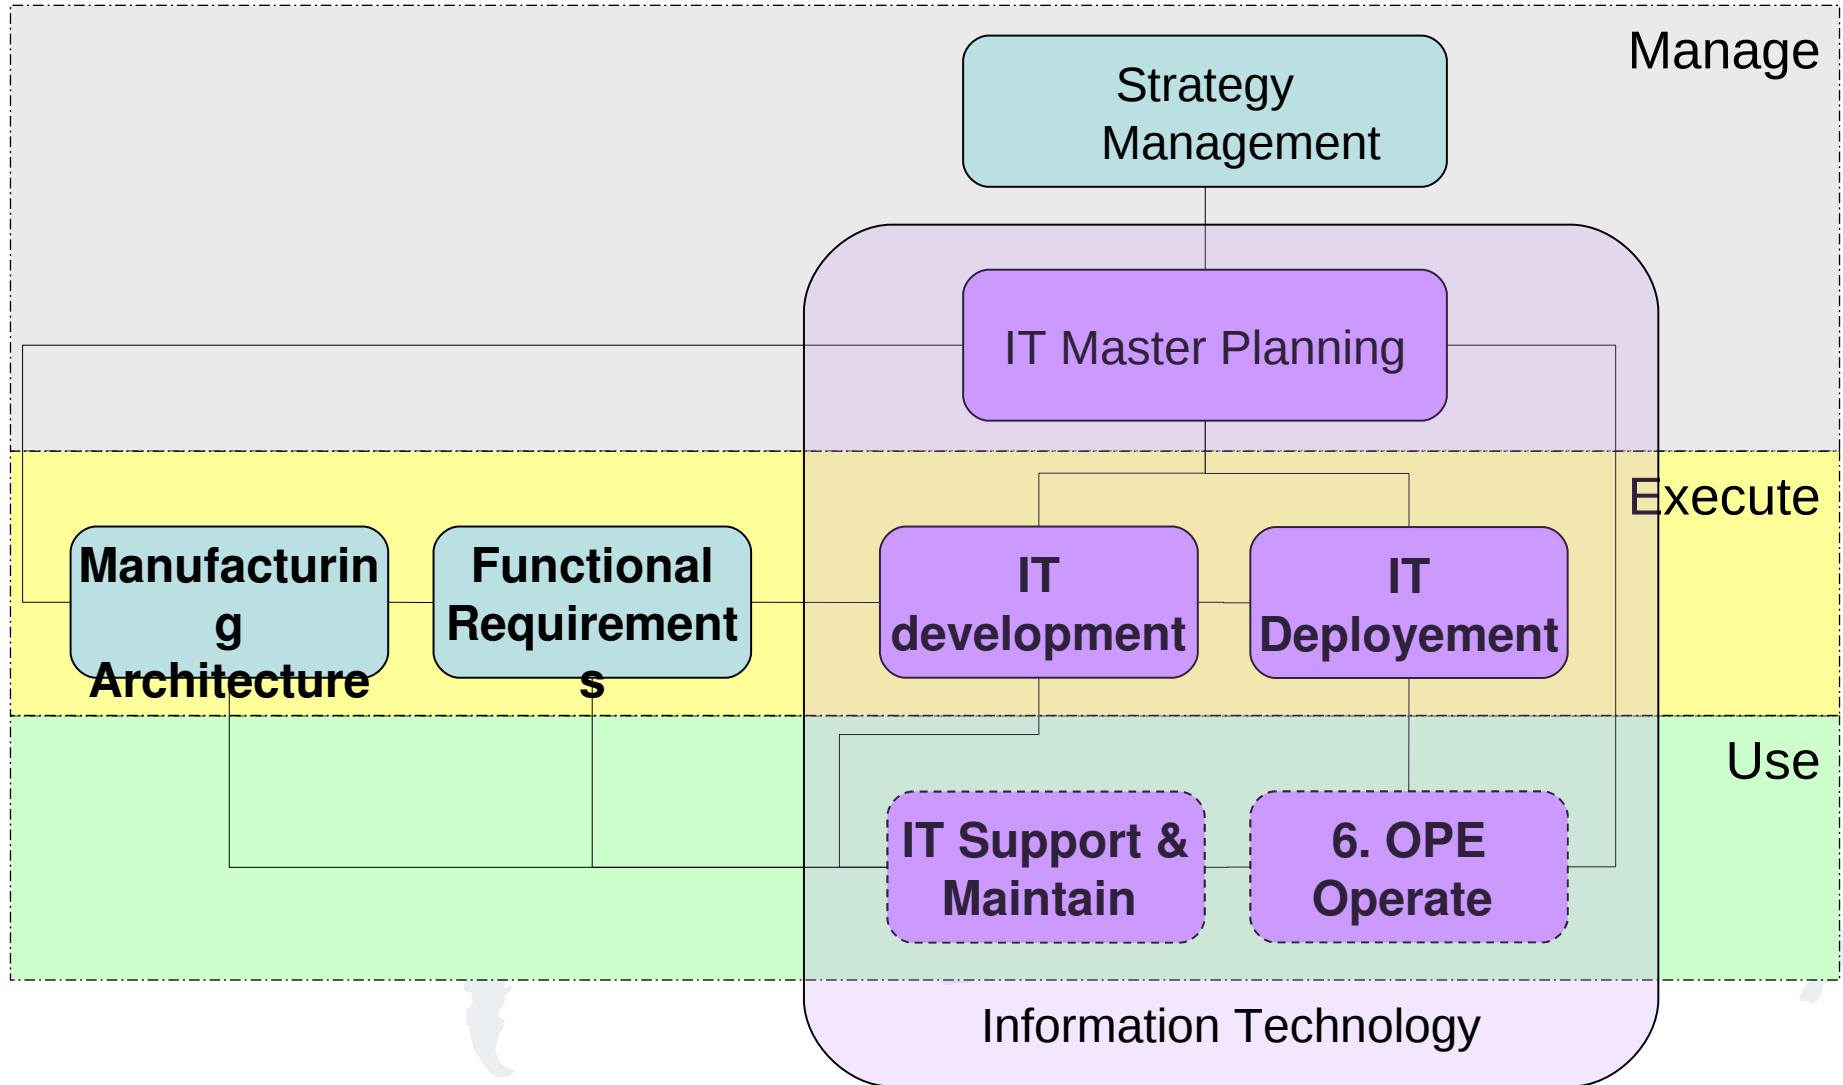 Manage
Strategy
Management
IT Master Planning
Execute
Manufacturin
g
Architecture
Functional
Requirement
s
IT
development
IT
Deployement
Use
IT Support &
Maintain
6. OPE
Operate
Information Technology